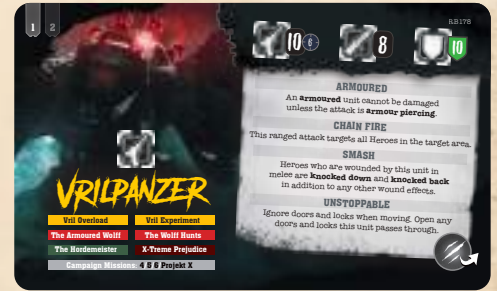 1 2
RB178
10 6 8 10
ARMOURED
An armoured unit cannot be damaged
unless the attack is armour piercing.
CHAIN FIRE
This ranged attack targets all Heroes in the target area.
SMASH
Heroes who are wounded by this unit in
melee are knocked down and knocked back
in addition to any other wound effects.
UNSTOPPABLE
Ignore doors and locks when moving. Open any
doors and locks this unit passes through.
VRILPANZER
Vril Overload Vril Experiment
The Armoured Wolff The Wolff Hunts
The Hordemeister X-Treme Prejudice
Campaign Missions: 4 5 6 Projekt X